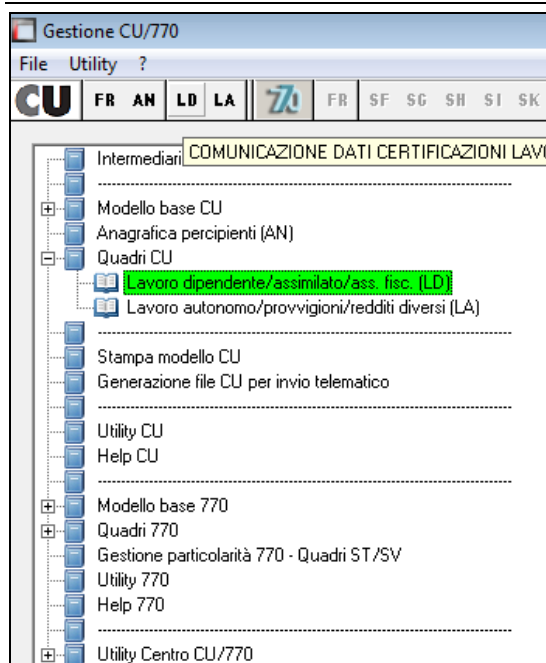 Gestione CU/770
File Utility ?
CU FR AN LD LA 770 FR SF SG SH SI SK
Intermediari COMUNICAZIONE DATI CERTIFICAZIONI LAV
------------------------------------------------------------
Modello base CU
Anagrafica percipienti (AN)
Quadri CU
Lavoro dipendente/assimilato/ass. fisc. (LD)
Lavoro autonomo/provvigioni/redditi diversi (LA)
------------------------------------------------------------
Stampa modello CU
Generazione file CU per invio telematico
------------------------------------------------------------
Utility CU
Help CU
------------------------------------------------------------
Modello base 770
Quadri 770
Gestione particolarità 770 - Quadri ST/SV
Utility 770
Help 770
------------------------------------------------------------
Utility Centro CU/770